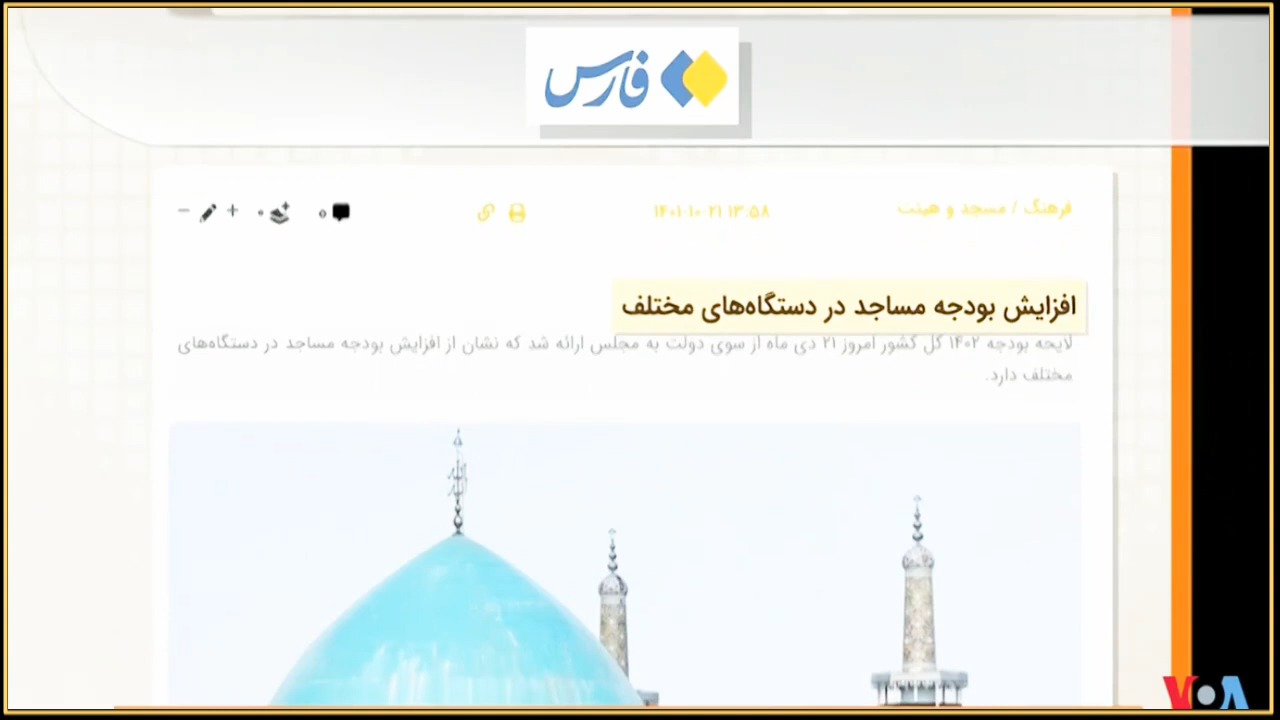 فارس
فرهنگ / مسجد و هیئت
۱۴۰۱-۱۰-۲۱ ۱۳:۵۸
۰
۰
+
−
افزایش بودجه مساجد در دستگاه‌های مختلف
لایحه بودجه ۱۴۰۲ کل کشور امروز ۲۱ دی ماه از سوی دولت به مجلس ارائه شد که نشان از افزایش بودجه مساجد در دستگاه‌های
مختلف دارد.
VOA